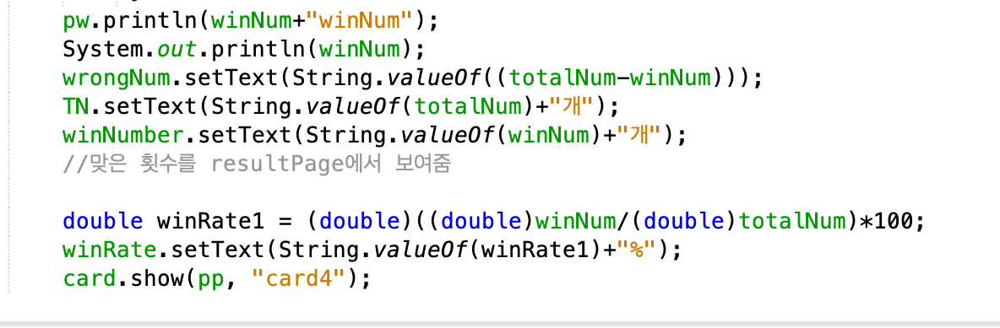 pw.println(winNum+"winNum");
System.out.println(winNum);
wrongNum.setText(String.valueOf((totalNum-winNum)));
TN.setText(String.valueOf(totalNum)+"개");
winNumber.setText(String.valueOf(winNum)+"개");
//맞은 횟수를 resultPage에서 보여줌
double winRate1 = (double)((double)winNum/(double)totalNum)*100;
winRate.setText(String.valueOf(winRate1)+"%");
card.show(pp, "card4");